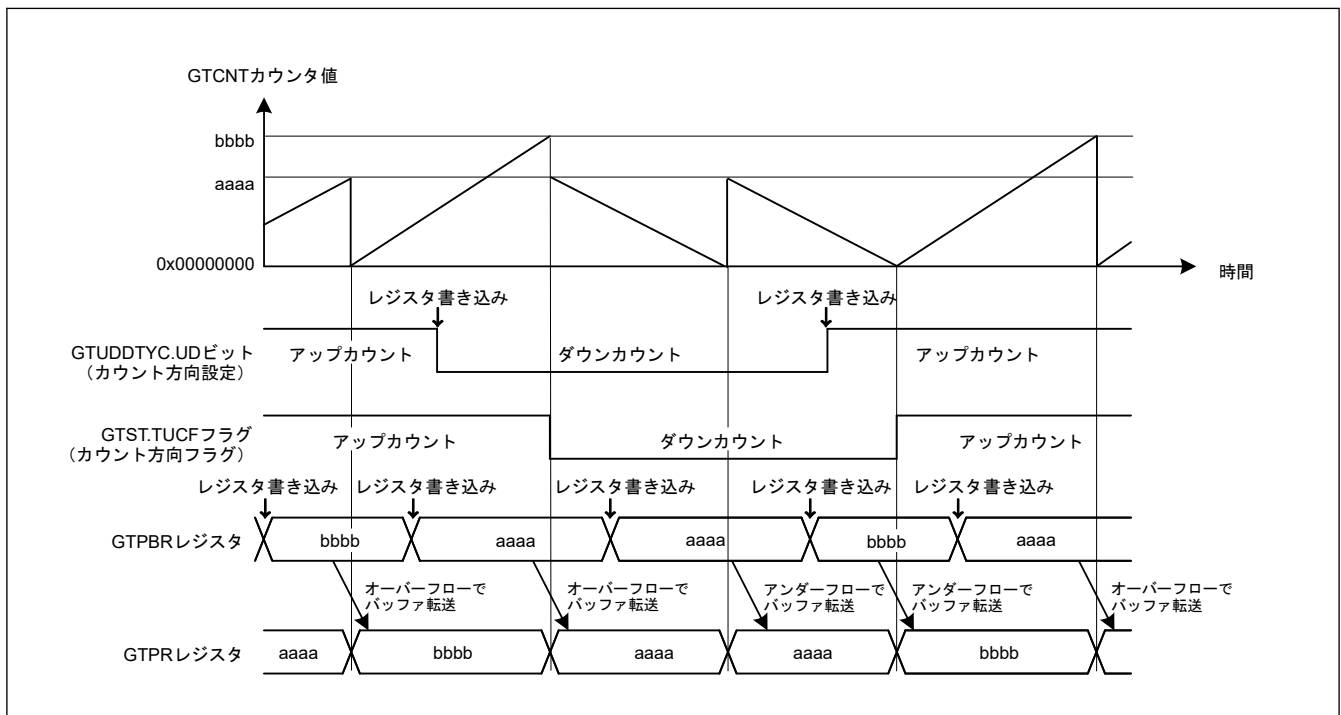 GTCNTカウンタ値
bbbb
aaaa
0x00000000
時間
レジスタ書き込み
レジスタ書き込み
GTUDDTYC.UDビット
（カウント方向設定）
アップカウント
ダウンカウント
アップカウント
GTST.TUCFフラグ
（カウント方向フラグ）
アップカウント
ダウンカウント
アップカウント
レジスタ書き込み
レジスタ書き込み
レジスタ書き込み
レジスタ書き込み
レジスタ書き込み
GTPBRレジスタ
bbbb
aaaa
aaaa
bbbb
aaaa
オーバーフローで
バッファ転送
オーバーフローで
バッファ転送
アンダーフローで
バッファ転送
アンダーフローで
バッファ転送
オーバーフローで
バッファ転送
GTPRレジスタ
aaaa
bbbb
aaaa
aaaa
bbbb